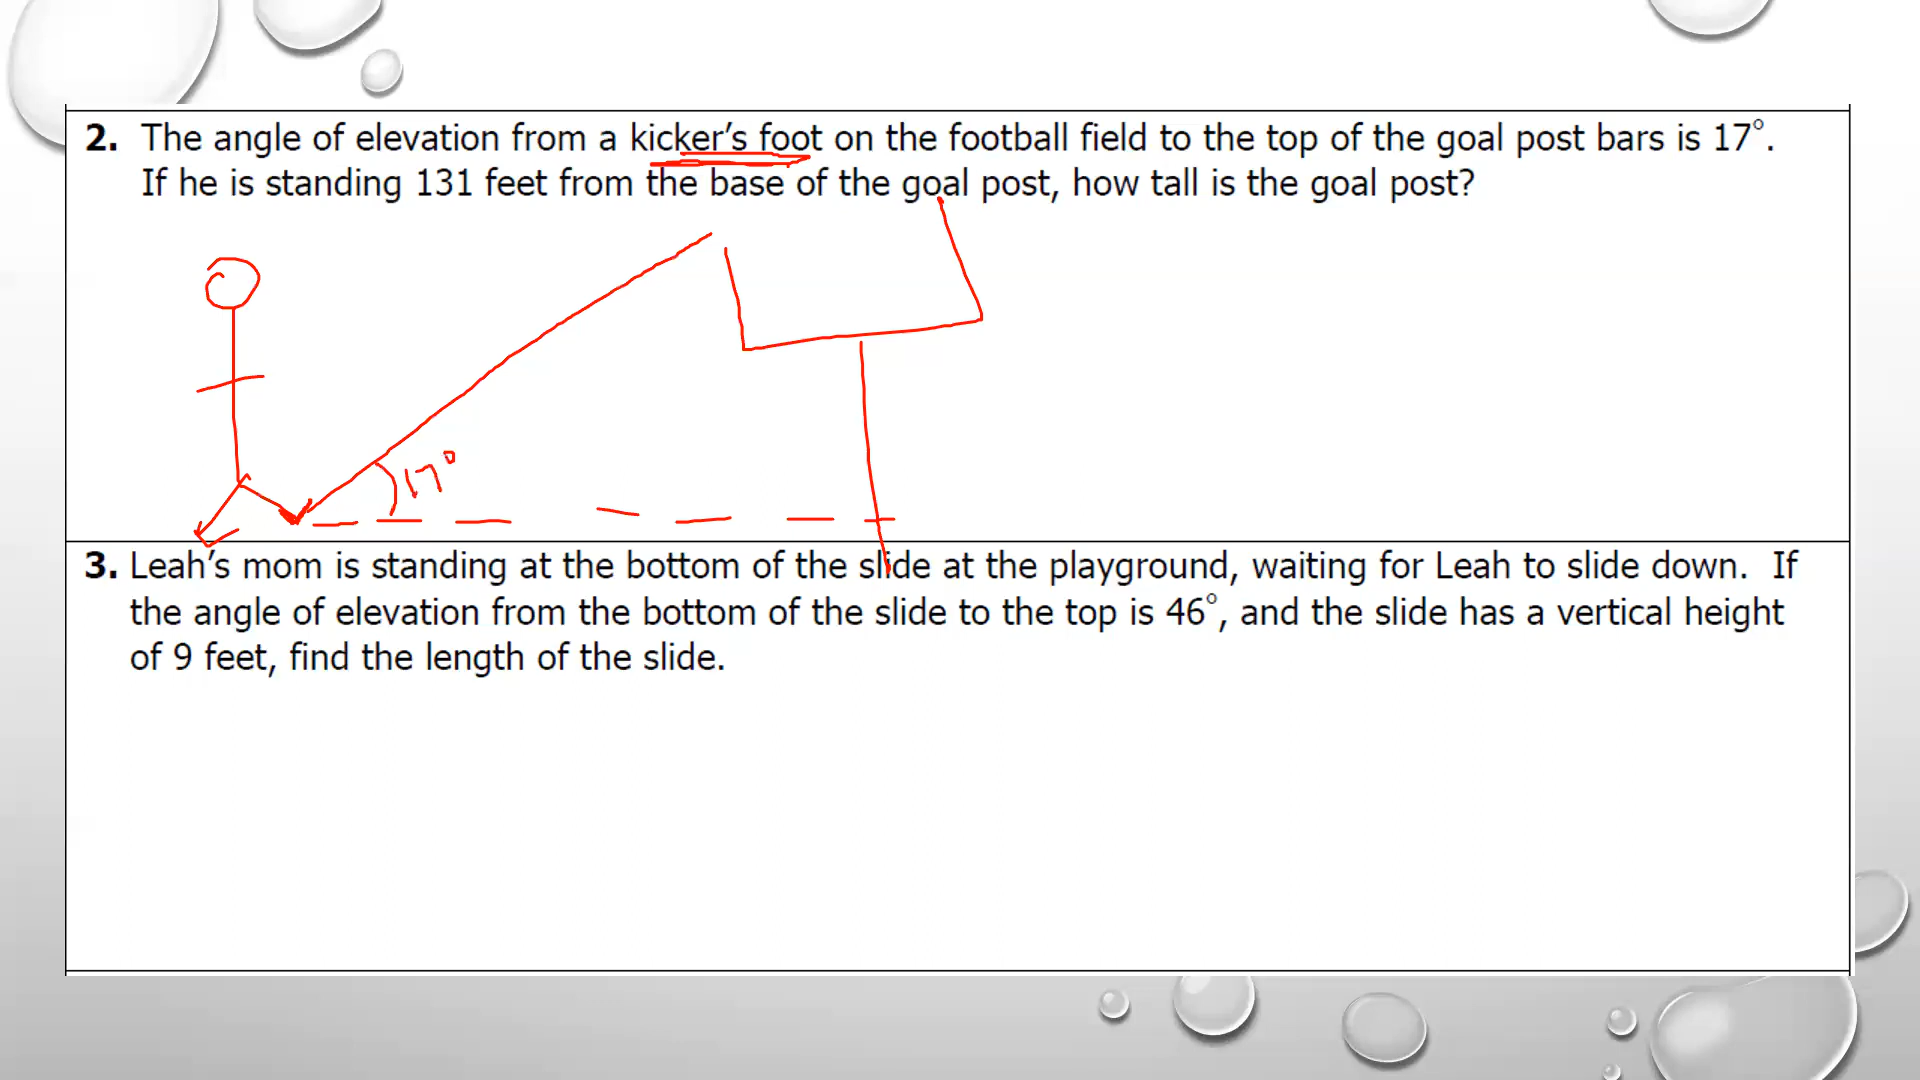 2. The angle of elevation from a kicker’s foot on the football field to the top of the goal post bars is 17°.
If he is standing 131 feet from the base of the goal post, how tall is the goal post?
17°
3. Leah’s mom is standing at the bottom of the slide at the playground, waiting for Leah to slide down. If
the angle of elevation from the bottom of the slide to the top is 46°, and the slide has a vertical height
of 9 feet, find the length of the slide.